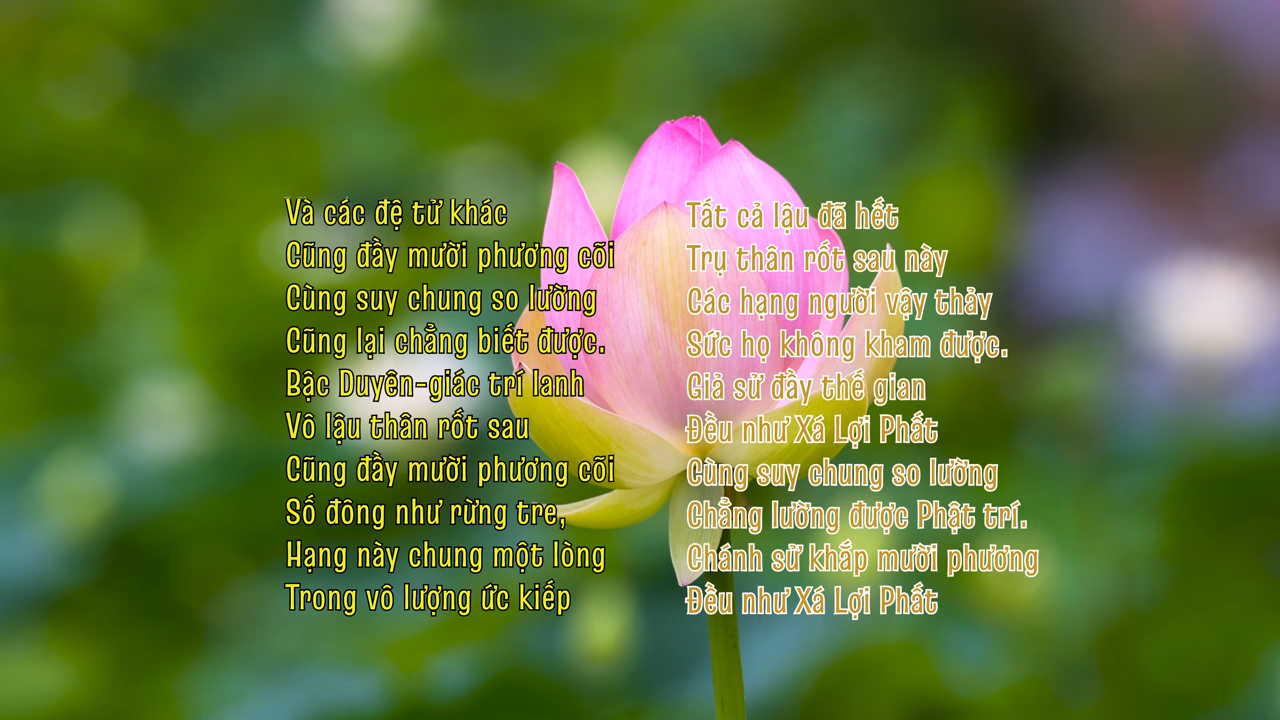 Và các đệ tử khác
Cũng đầy mười phương cõi
Cùng suy chung so lường
Cũng lại chẳng biết được.
Bậc Duyên-giác trí lanh
Vô lậu thân rốt sau
Cũng đầy mười phương cõi
Số đông như rừng tre,
Hạng này chung một lòng
Trong vô lượng ức kiếp
Tất cả lậu đã hết
Trụ thân rốt sau này
Các hạng người vậy thảy
Sức họ không kham được.
Giả sử đầy thế gian
Đều như Xá Lợi Phất
Cùng suy chung so lường
Chẳng lường được Phật trí.
Chánh sử khắp mười phương
Đều như Xá Lợi Phất